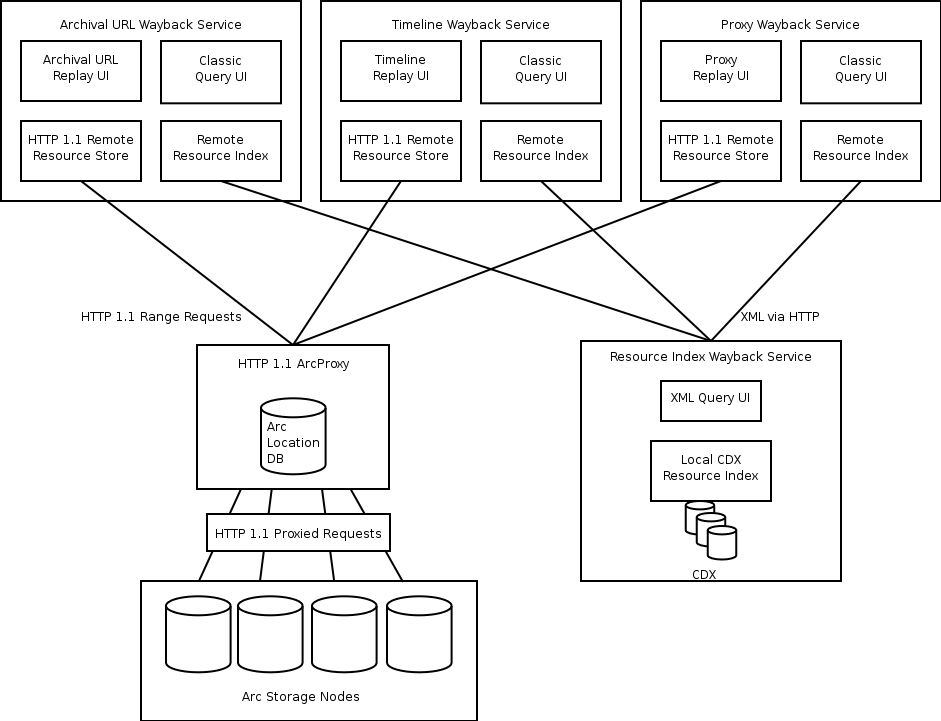 Archival URL Wayback Service
Archival URL
Replay UI
Classic
Query UI
HTTP 1.1 Remote
Resource Store
Remote
Resource Index
Timeline Wayback Service
Timeline
Replay UI
Classic
Query UI
HTTP 1.1 Remote
Resource Store
Remote
Resource Index
Proxy Wayback Service
Proxy
Replay UI
Classic
Query UI
HTTP 1.1 Remote
Resource Store
Remote
Resource Index
HTTP 1.1 Range Requests
XML via HTTP
HTTP 1.1 ArcProxy
Arc
Location
DB
HTTP 1.1 Proxied Requests
Arc Storage Nodes
Resource Index Wayback Service
XML Query UI
Local CDX
Resource Index
CDX